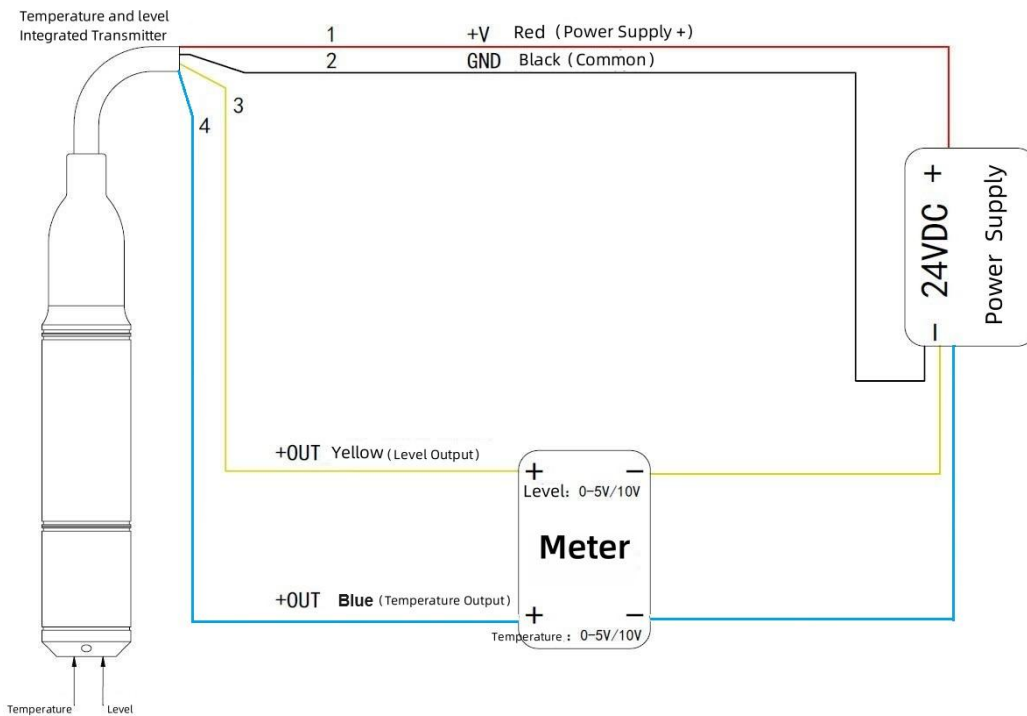 Temperature and level
Integrated Transmitter
1 +V Red (Power Supply +)
2 GND Black (Common)
3
4
+ 24VDC − Power Supply
+OUT Yellow (Level Output)
+ −
Level: 0-5V/10V
Meter
+OUT Blue (Temperature Output)
+ −
Temperature : 0-5V/10V
Temperature Level